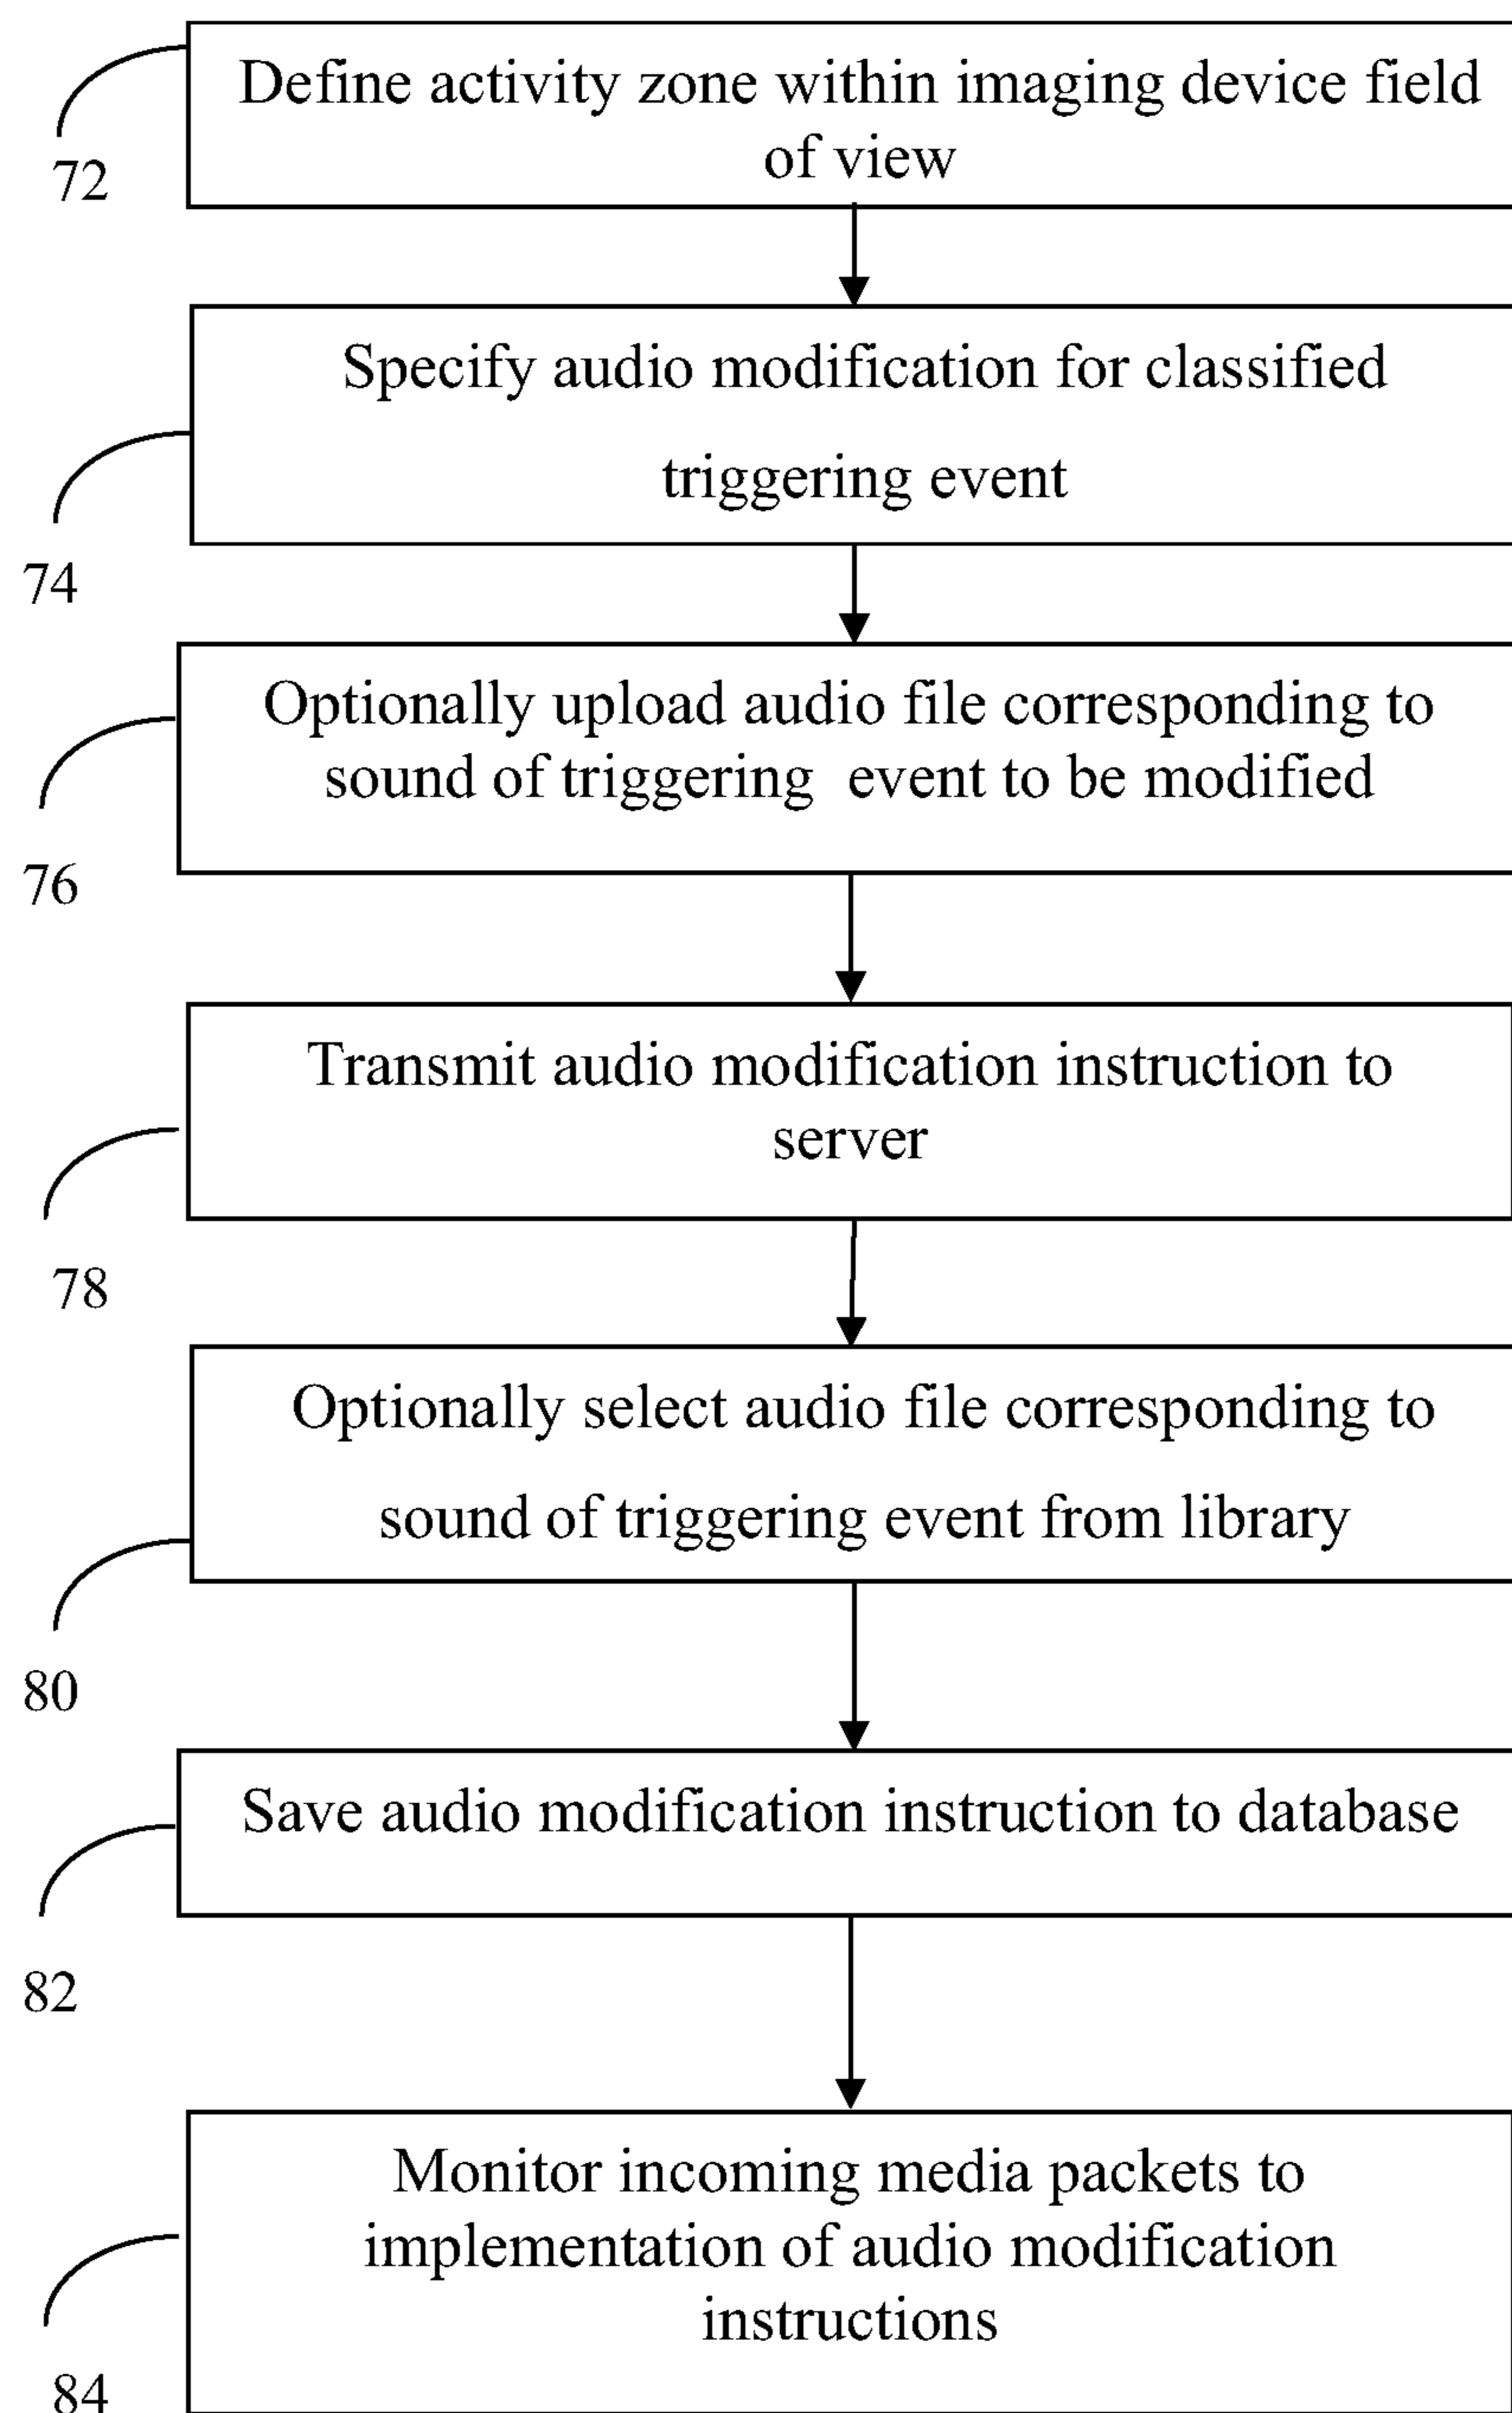 Define activity zone within imaging device field
of view
72
Specify audio modification for classified
triggering event
74
Optionally upload audio file corresponding to
sound of triggering event to be modified
76
Transmit audio modification instruction to
server
78
Optionally select audio file corresponding to
sound of triggering event from library
80
Save audio modification instruction to database
82
Monitor incoming media packets to
implementation of audio modification
instructions
84